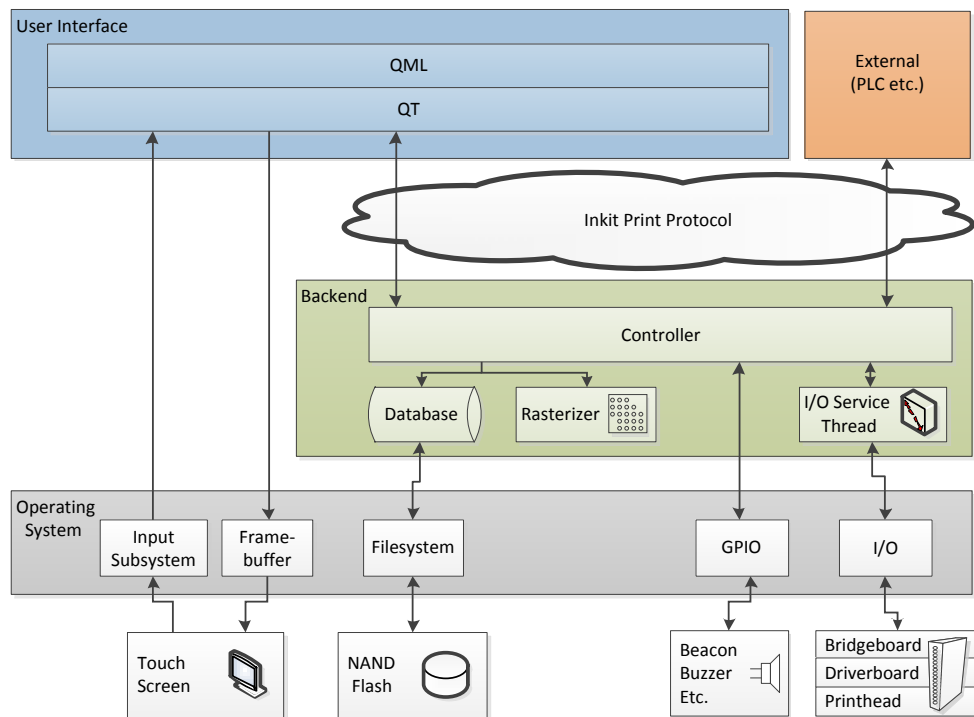 User Interface
QML
QT
External
(PLC etc.)
Inkit Print Protocol
Backend
Controller
Database
Rasterizer
I/O Service
Thread
Operating
System
Input
Subsystem
Frame-
buffer
Filesystem
GPIO
I/O
Touch
Screen
NAND
Flash
Beacon
Buzzer
Etc.
Bridgeboard
Driverboard
Printhead